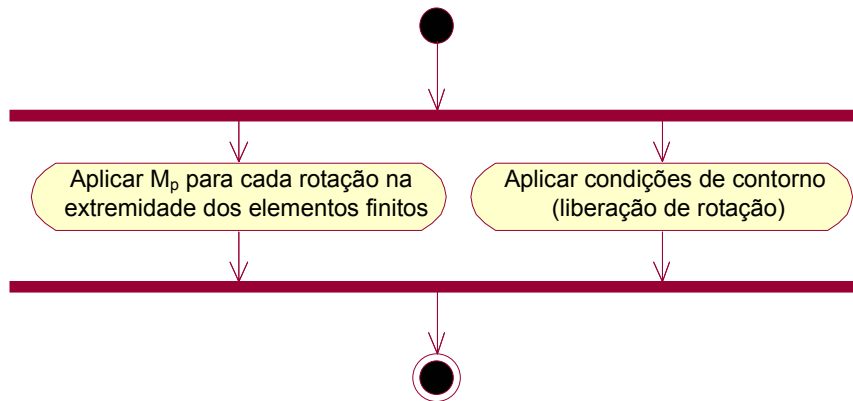 Aplicar Mp para cada rotação na
extremidade dos elementos finitos
Aplicar condições de contorno
(liberação de rotação)